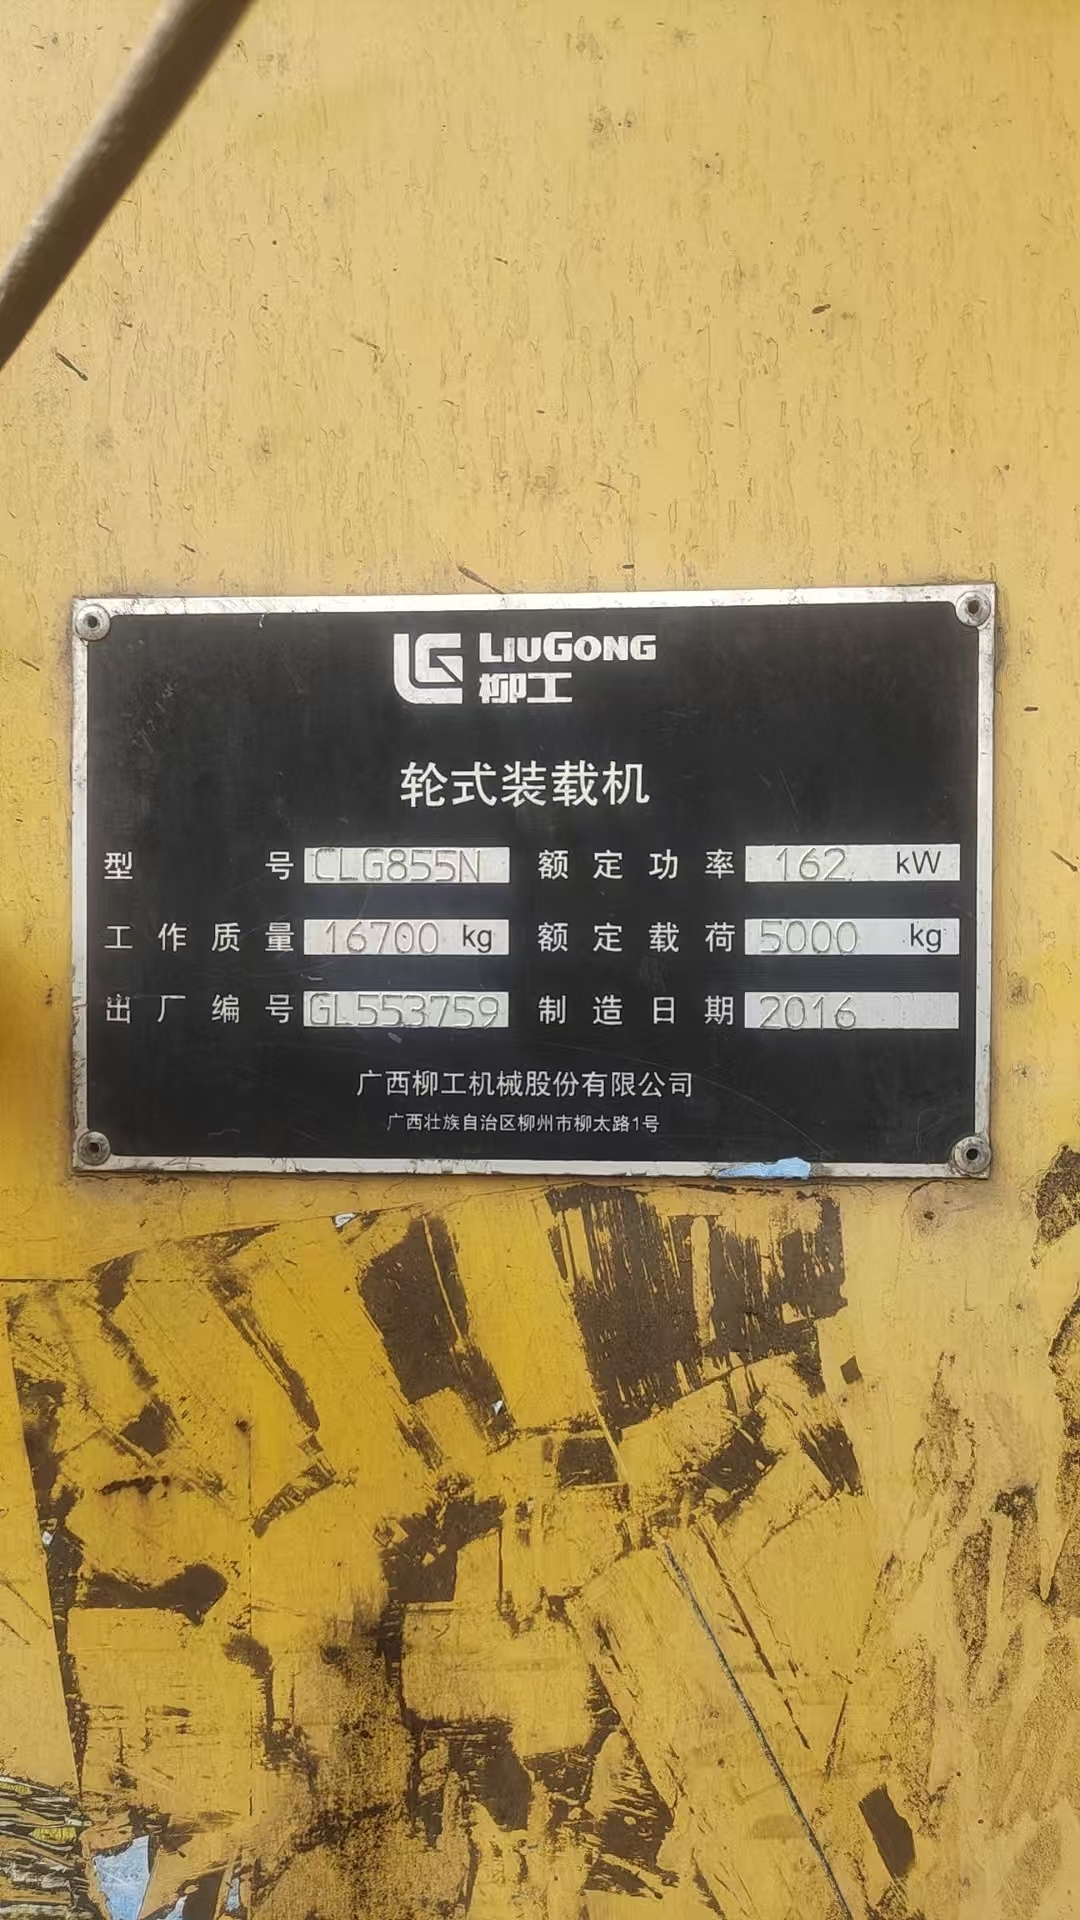 LIUGONG
柳工
轮式装载机
型号 CLG855N 额定功率 162 kW
工作质量 16700 kg 额定载荷 5000 kg
出厂编号 GL553759 制造日期 2016
广西柳工机械股份有限公司
广西壮族自治区柳州市柳太路1号